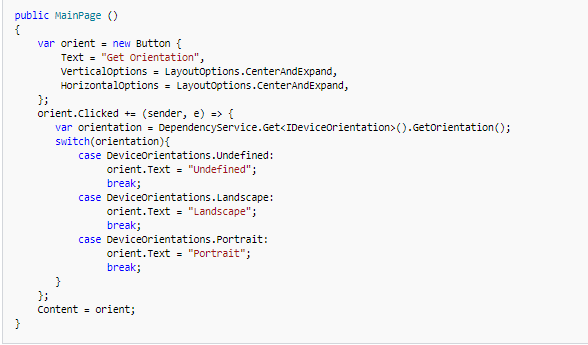 public MainPage ()
{
    var orient = new Button {
        Text = "Get Orientation",
        VerticalOptions = LayoutOptions.CenterAndExpand,
        HorizontalOptions = LayoutOptions.CenterAndExpand,
    };
    orient.Clicked += (sender, e) => {
       var orientation = DependencyService.Get<IDeviceOrientation>().GetOrientation();
       switch(orientation){
           case DeviceOrientations.Undefined:
                orient.Text = "Undefined";
                break;
           case DeviceOrientations.Landscape:
                orient.Text = "Landscape";
                break;
           case DeviceOrientations.Portrait:
                orient.Text = "Portrait";
                break;
       }
    };
    Content = orient;
}